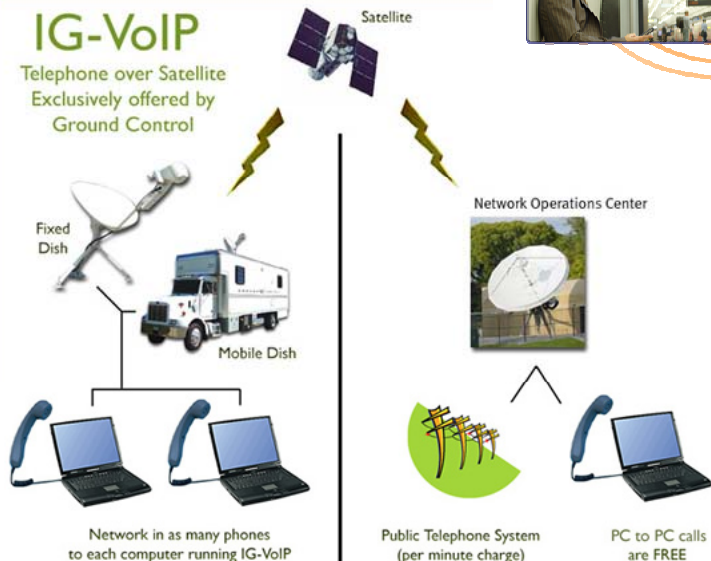 IG-VoIP
Telephone over Satellite
Exclusively offered by
Ground Control
Satellite
Fixed
Dish
Mobile Dish
Network in as many phones
to each computer running IG-VoIP
Network Operations Center
Public Telephone System
(per minute charge)
PC to PC calls
are FREE